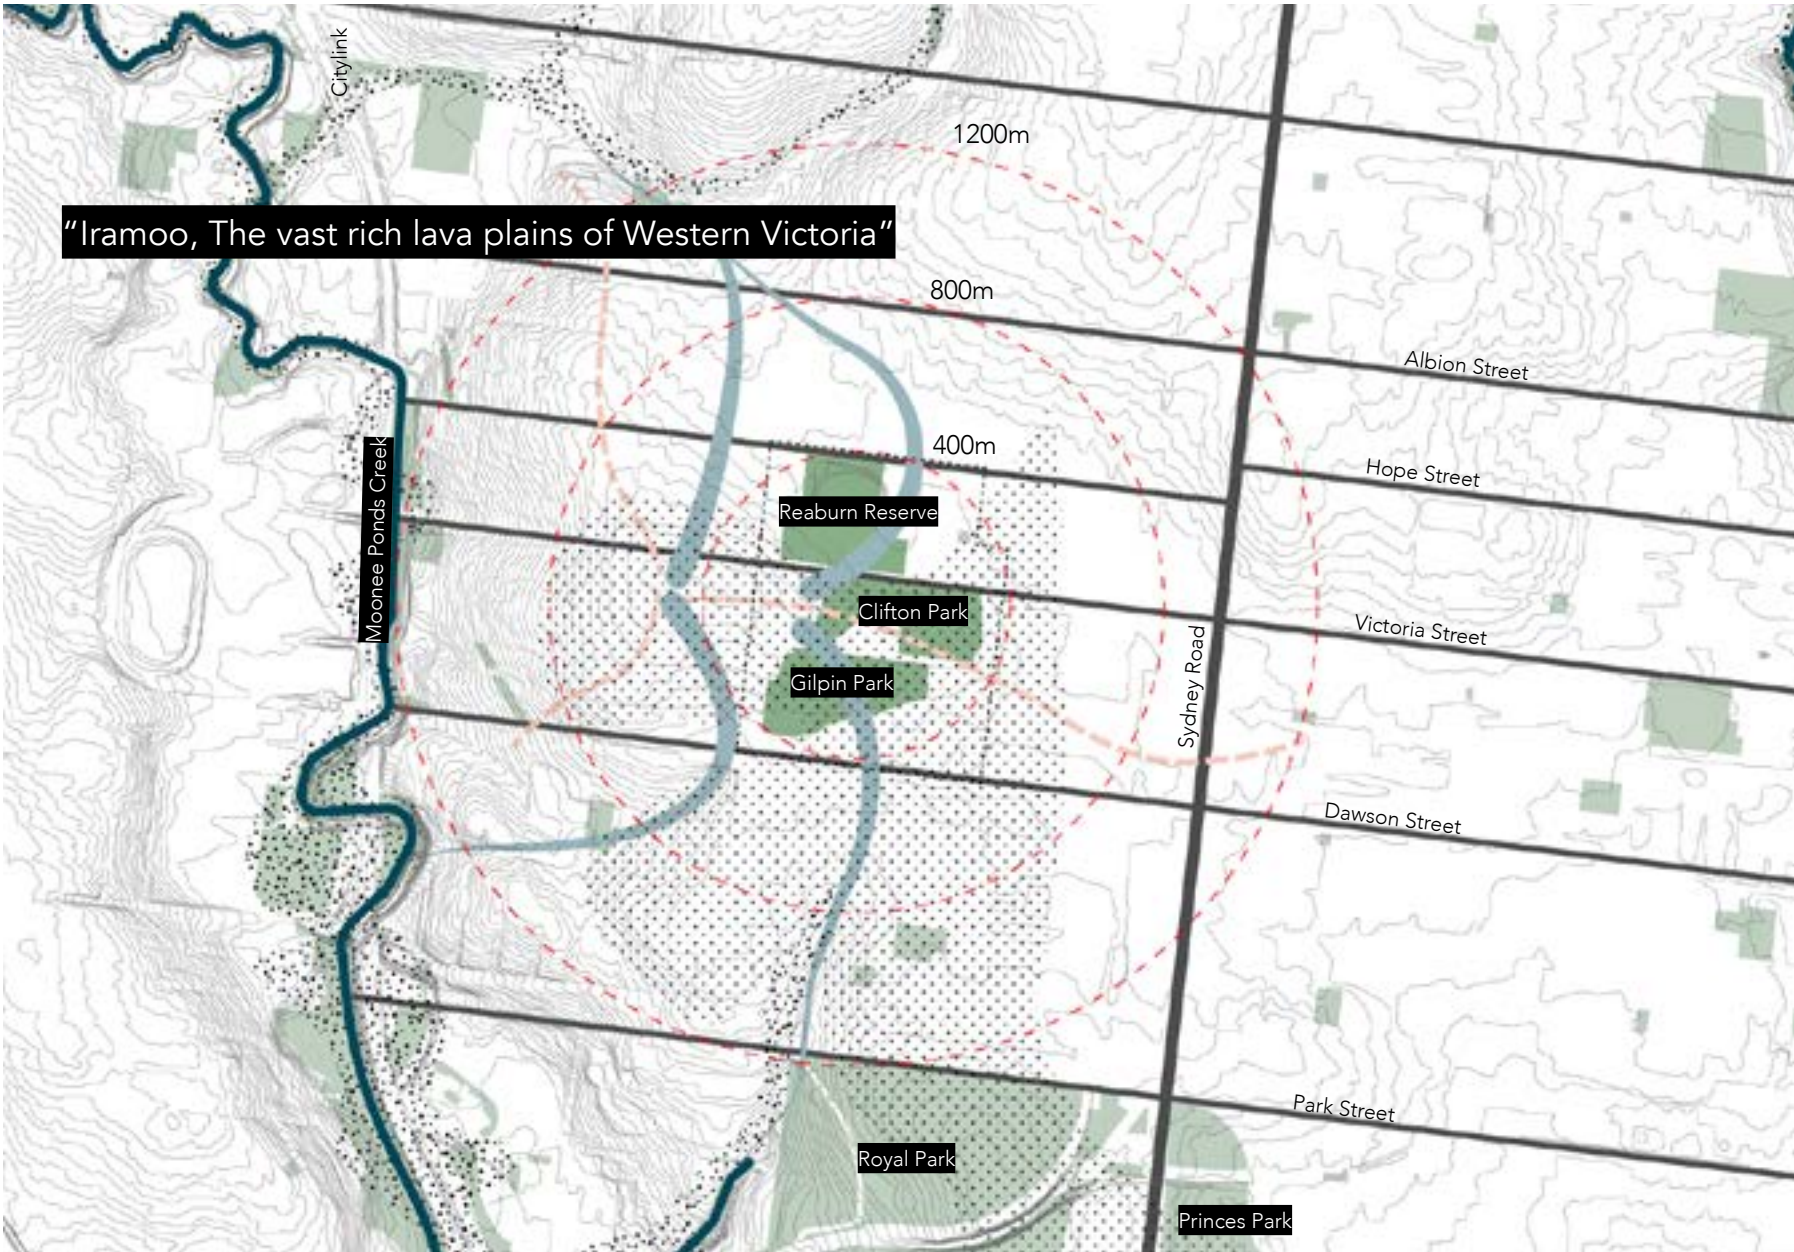 Citylink
1200m
“Iramoo, The vast rich lava plains of Western Victoria”
800m
Albion Street
400m
Hope Street
Moonee Ponds Creek
Reaburn Reserve
Clifton Park
Victoria Street
Sydney Road
Gilpin Park
Dawson Street
Park Street
Royal Park
Princes Park